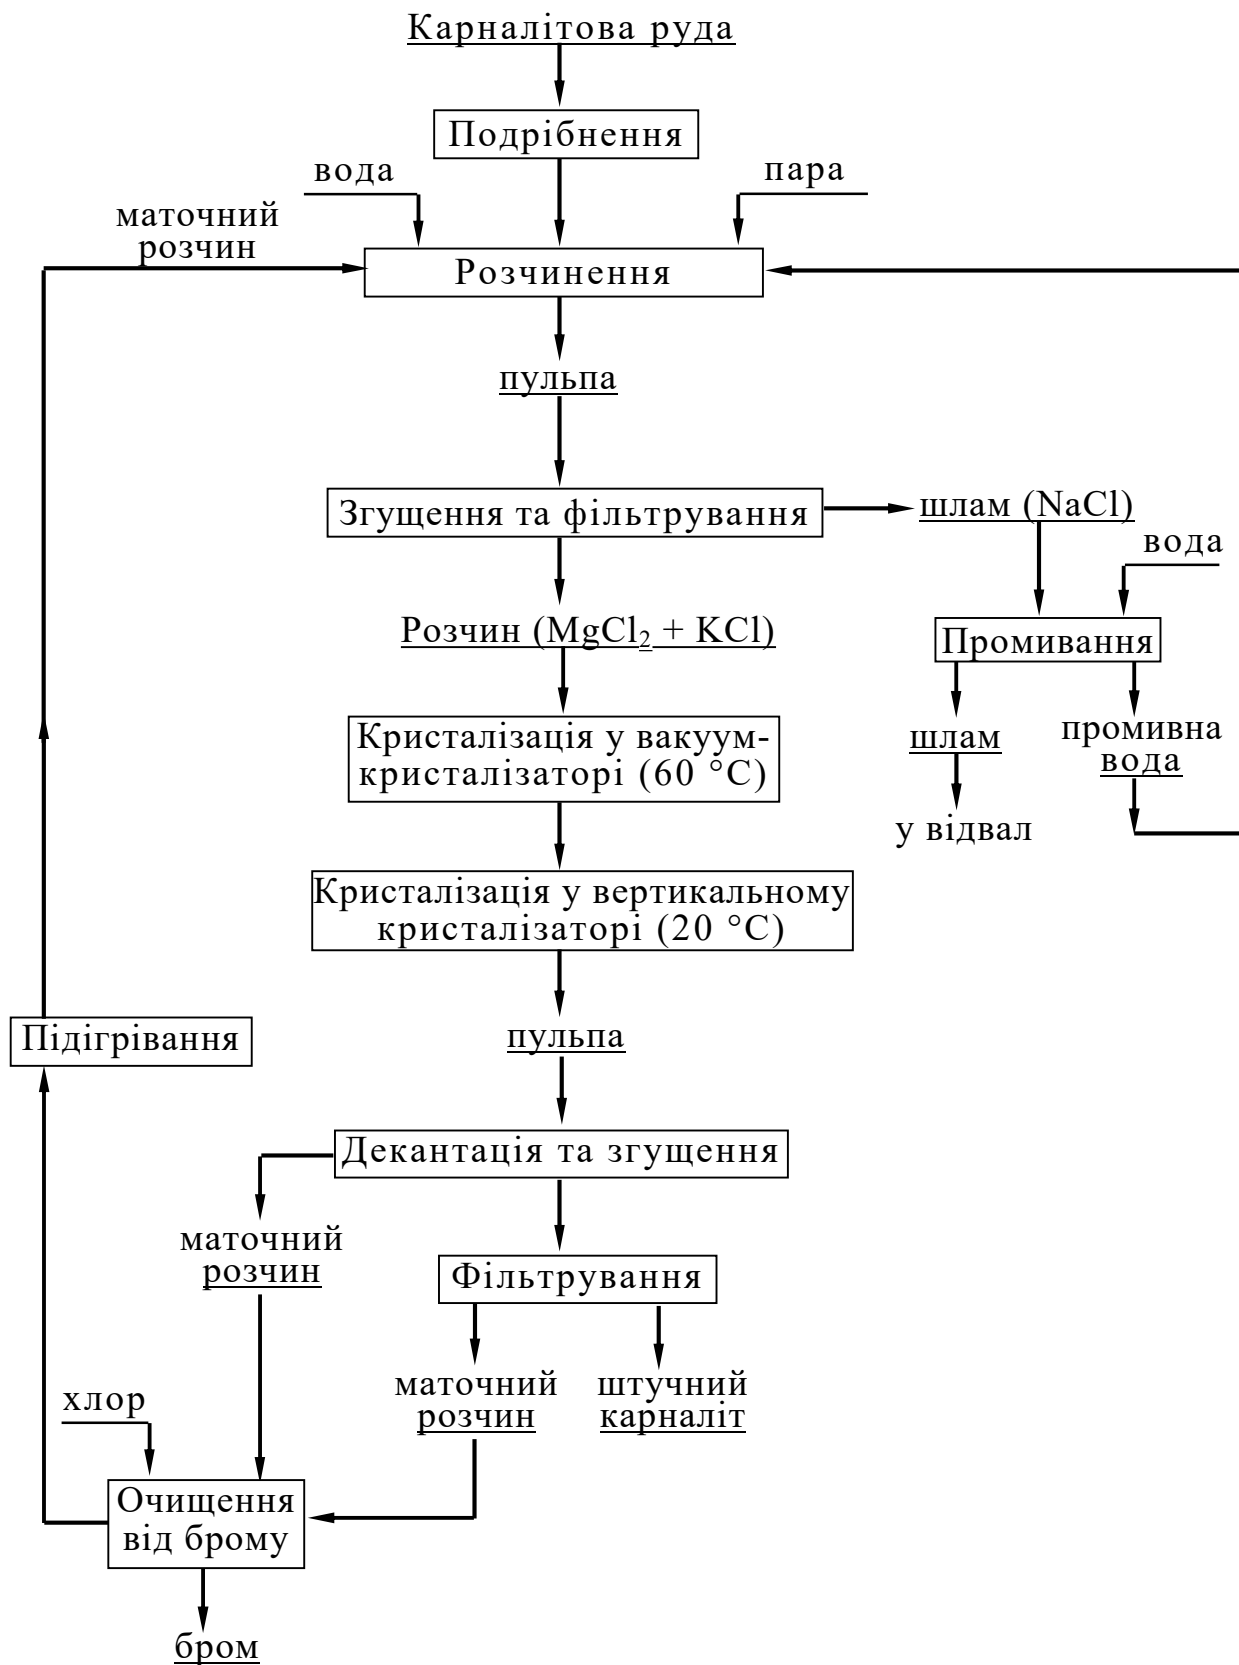 Карналітова руда
Подрібнення
вода
пара
маточний
розчин
Розчинення
пульпа
Згущення та фільтрування
шлам (NaCl)
вода
Розчин (MgCl₂ + KCl)
Промивання
Кристалізація у вакуум-
кристалізаторі (60 °С)
шлам
промивна
вода
у відвал
Кристалізація у вертикальному
кристалізаторі (20 °С)
Підігрівання
пульпа
Декантація та згущення
маточний
розчин
Фільтрування
хлор
маточний
розчин
штучний
карналіт
Очищення
від брому
бром